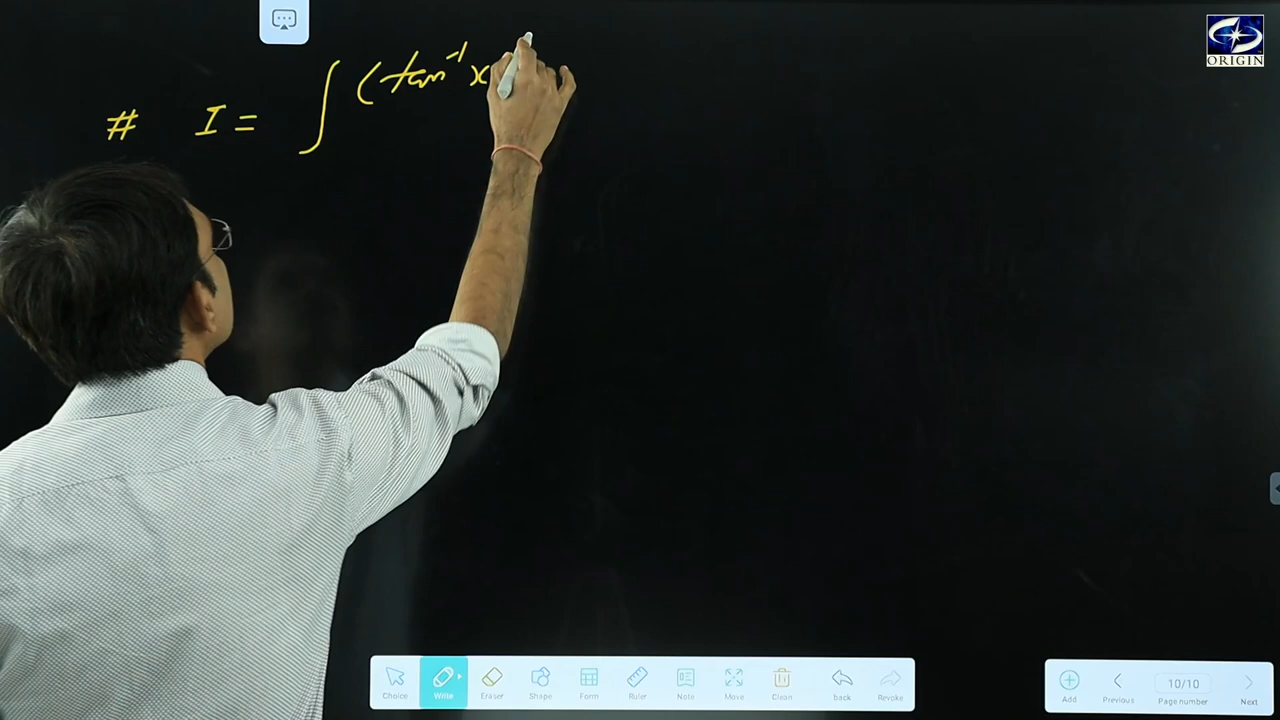 ORIGIN
# I = ∫ (tan⁻¹x
Choice Write Eraser Shape Form Ruler Note Move Clean back Revoke
Add Previous 10/10 Page number Next